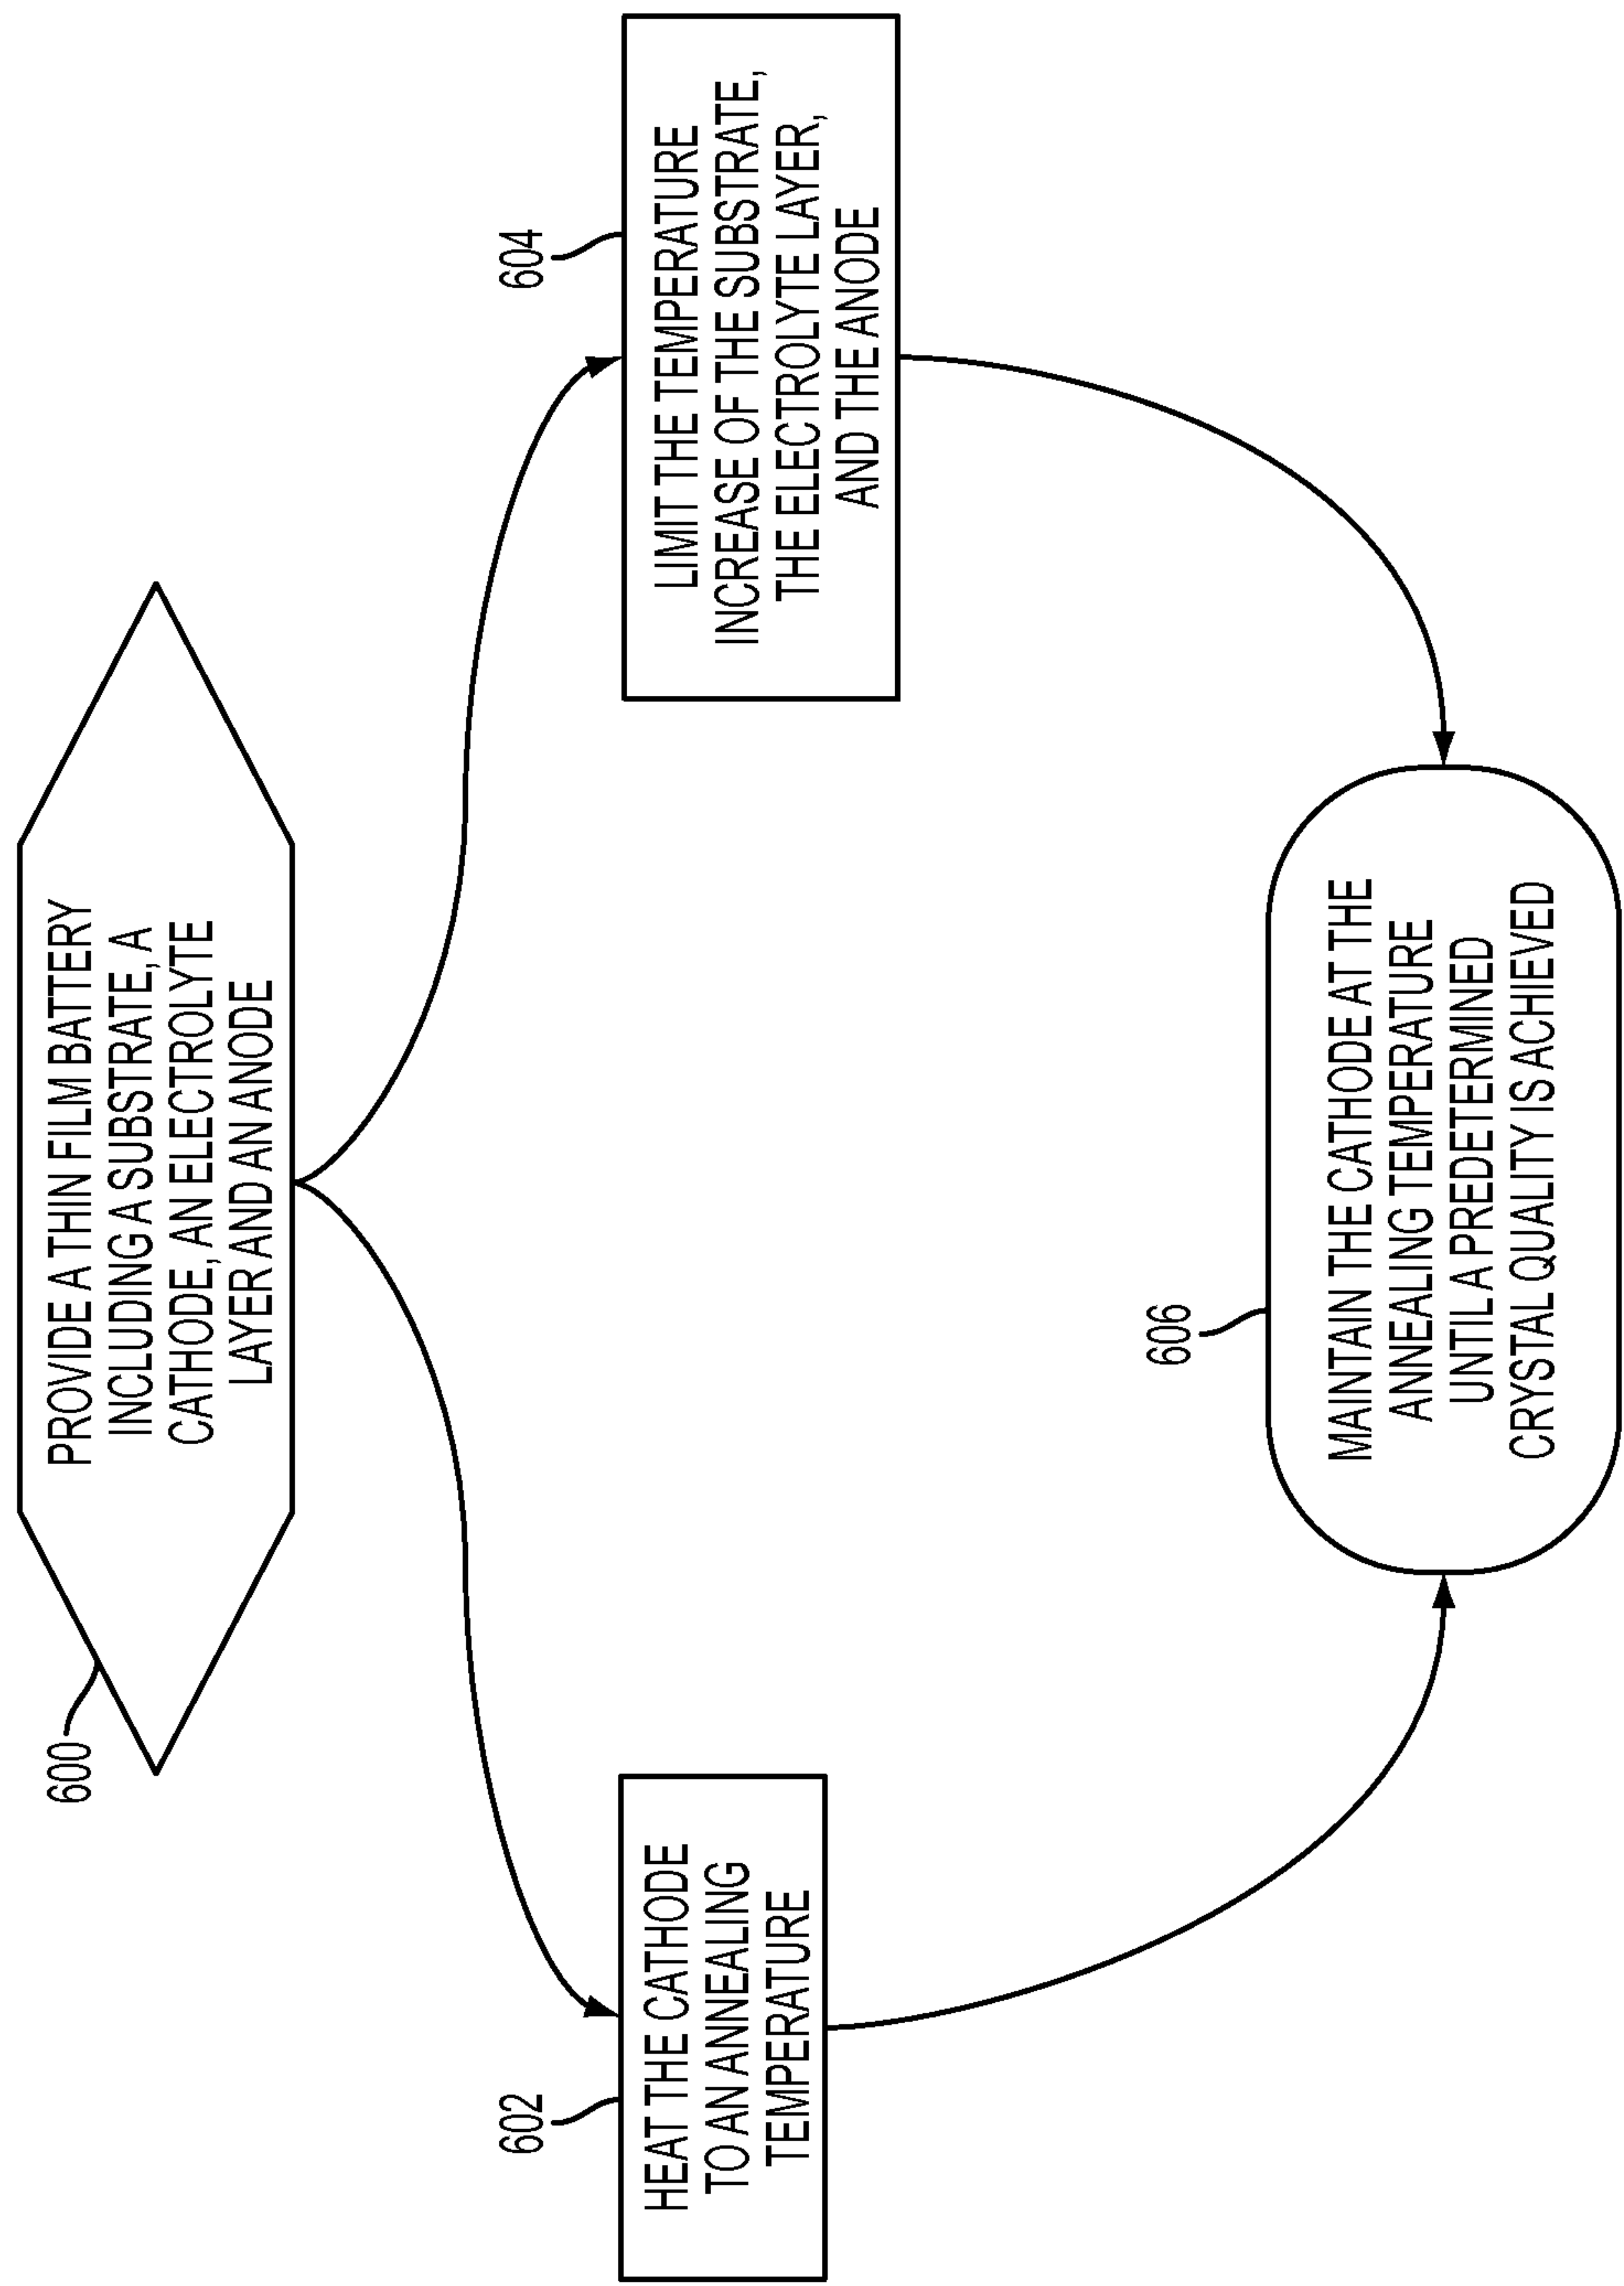 600
PROVIDE A THIN FILM BATTERY
INCLUDING A SUBSTRATE, A
CATHODE, AN ELECTROLYTE
LAYER AND AN ANODE
602
HEAT THE CATHODE
TO AN ANNEALING
TEMPERATURE
604
LIMIT THE TEMPERATURE
INCREASE OF THE SUBSTRATE,
THE ELECTROLYTE LAYER,
AND THE ANODE
606
MAINTAIN THE CATHODE AT THE
ANNEALING TEMPERATURE
UNTIL A PREDETERMINED
CRYSTAL QUALITY IS ACHIEVED